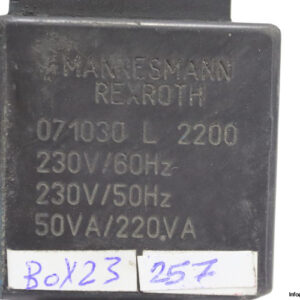 MANNESMANN
REXROTH
071030 L 2200
230V/60Hz
230V/50Hz
50VA/220VA
BOX23 257